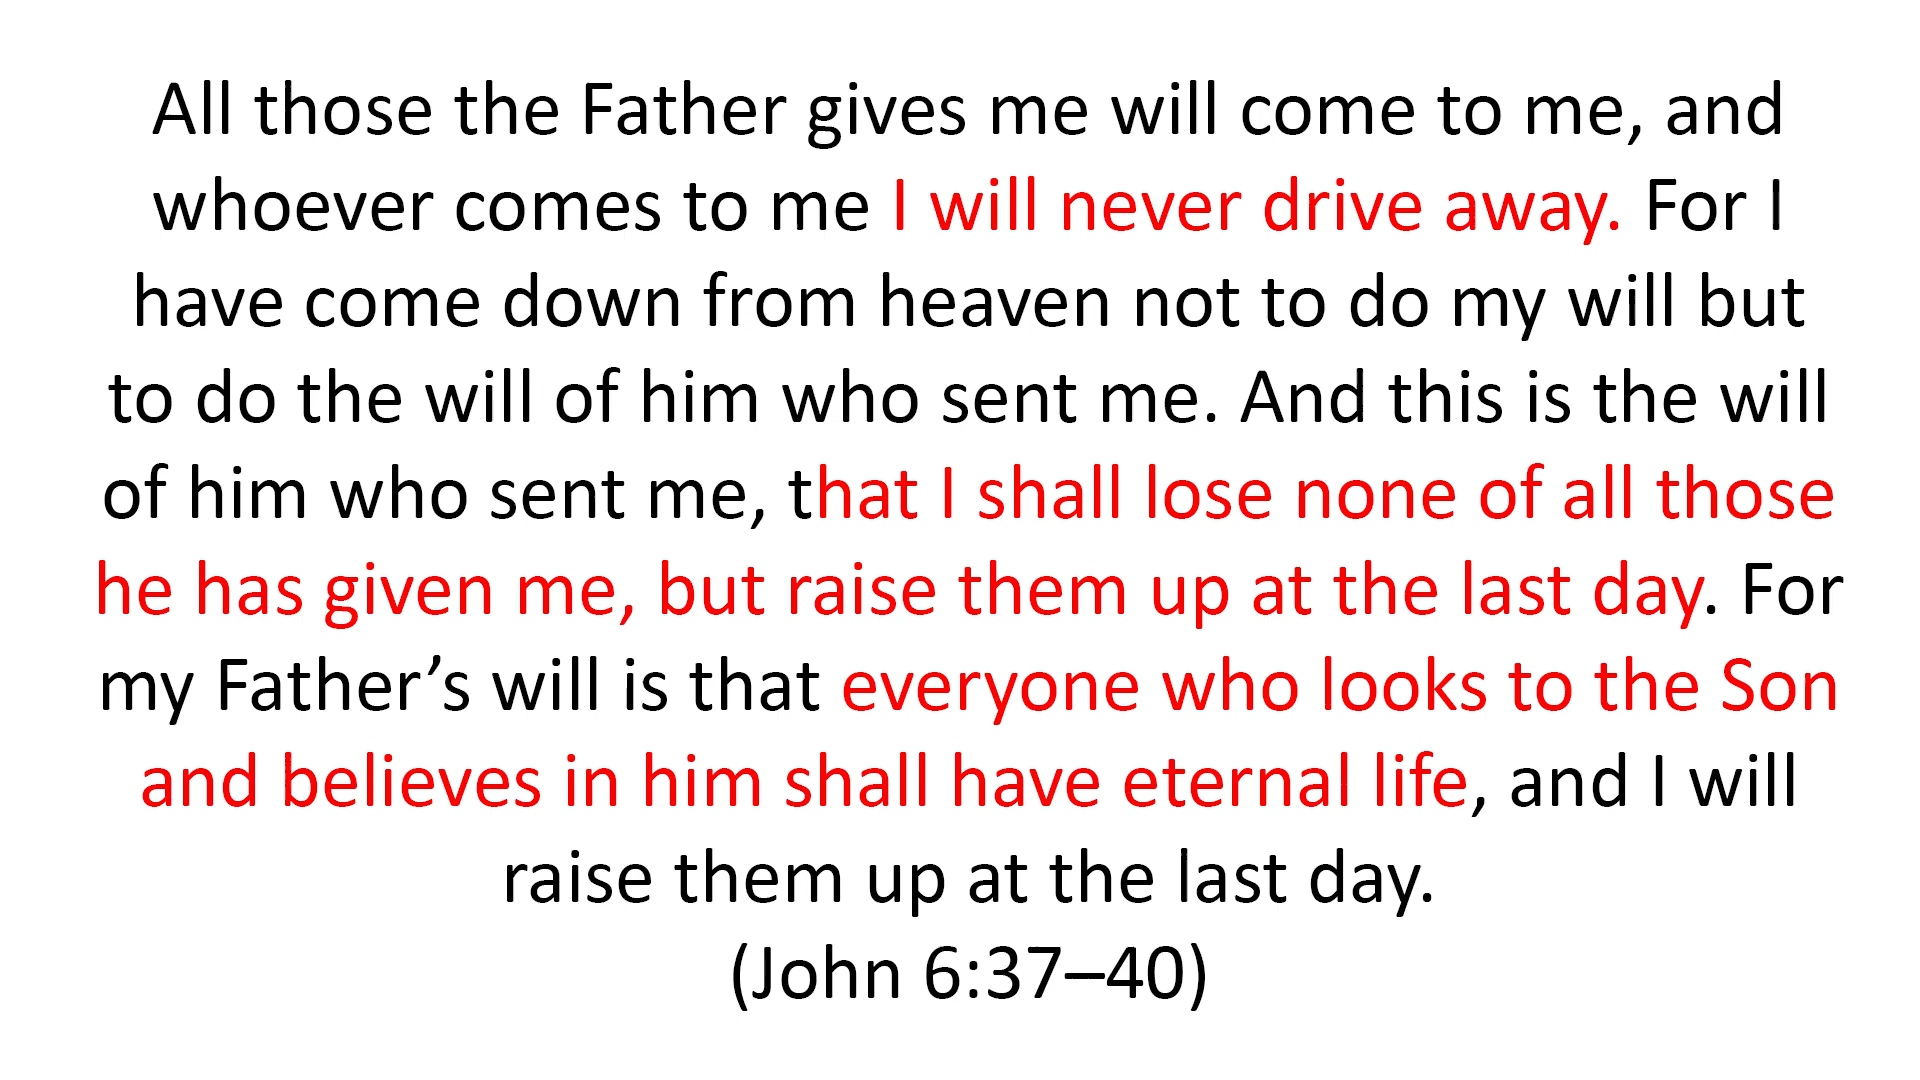 All those the Father gives me will come to me, and
whoever comes to me I will never drive away. For I
have come down from heaven not to do my will but
to do the will of him who sent me. And this is the will
of him who sent me, that I shall lose none of all those
he has given me, but raise them up at the last day. For
my Father’s will is that everyone who looks to the Son
and believes in him shall have eternal life, and I will
raise them up at the last day.
(John 6:37–40)